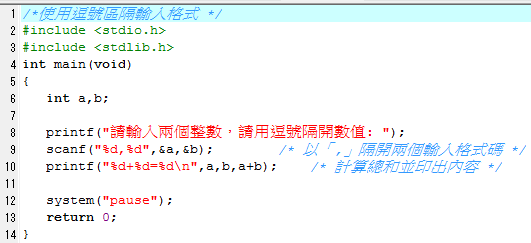 1 /*使用逗號區隔輸入格式 */
2 #include <stdio.h>
3 #include <stdlib.h>
4 int main(void)
5 {
6 int a,b;
7
8 printf("請輸入兩個整數，請用逗號隔開數值: ");
9 scanf("%d,%d",&a,&b); /* 以「,」隔開兩個輸入格式碼 */
10 printf("%d+%d=%d\n",a,b,a+b); /* 計算總和並印出內容 */
11
12 system("pause");
13 return 0;
14 }